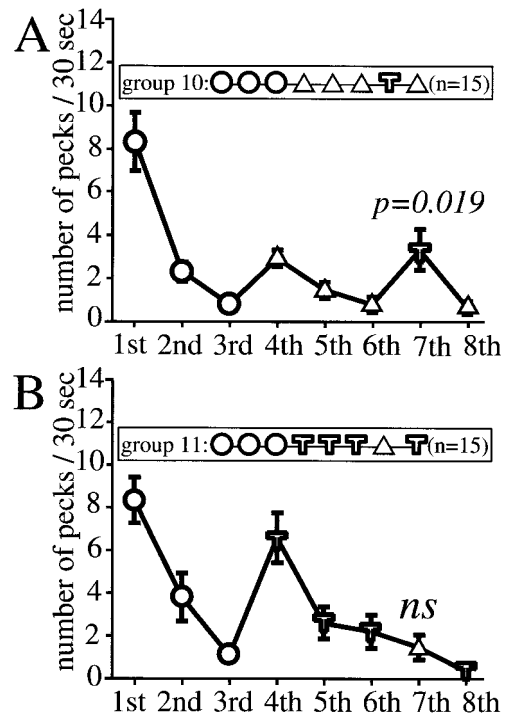 A
number of pecks / 30 sec
14
12
10
8
6
4
2
0
group 10: (n=15)
p=0.019
1st 2nd 3rd 4th 5th 6th 7th 8th
B
number of pecks / 30 sec
14
12
10
8
6
4
2
0
group 11: (n=15)
ns
1st 2nd 3rd 4th 5th 6th 7th 8th